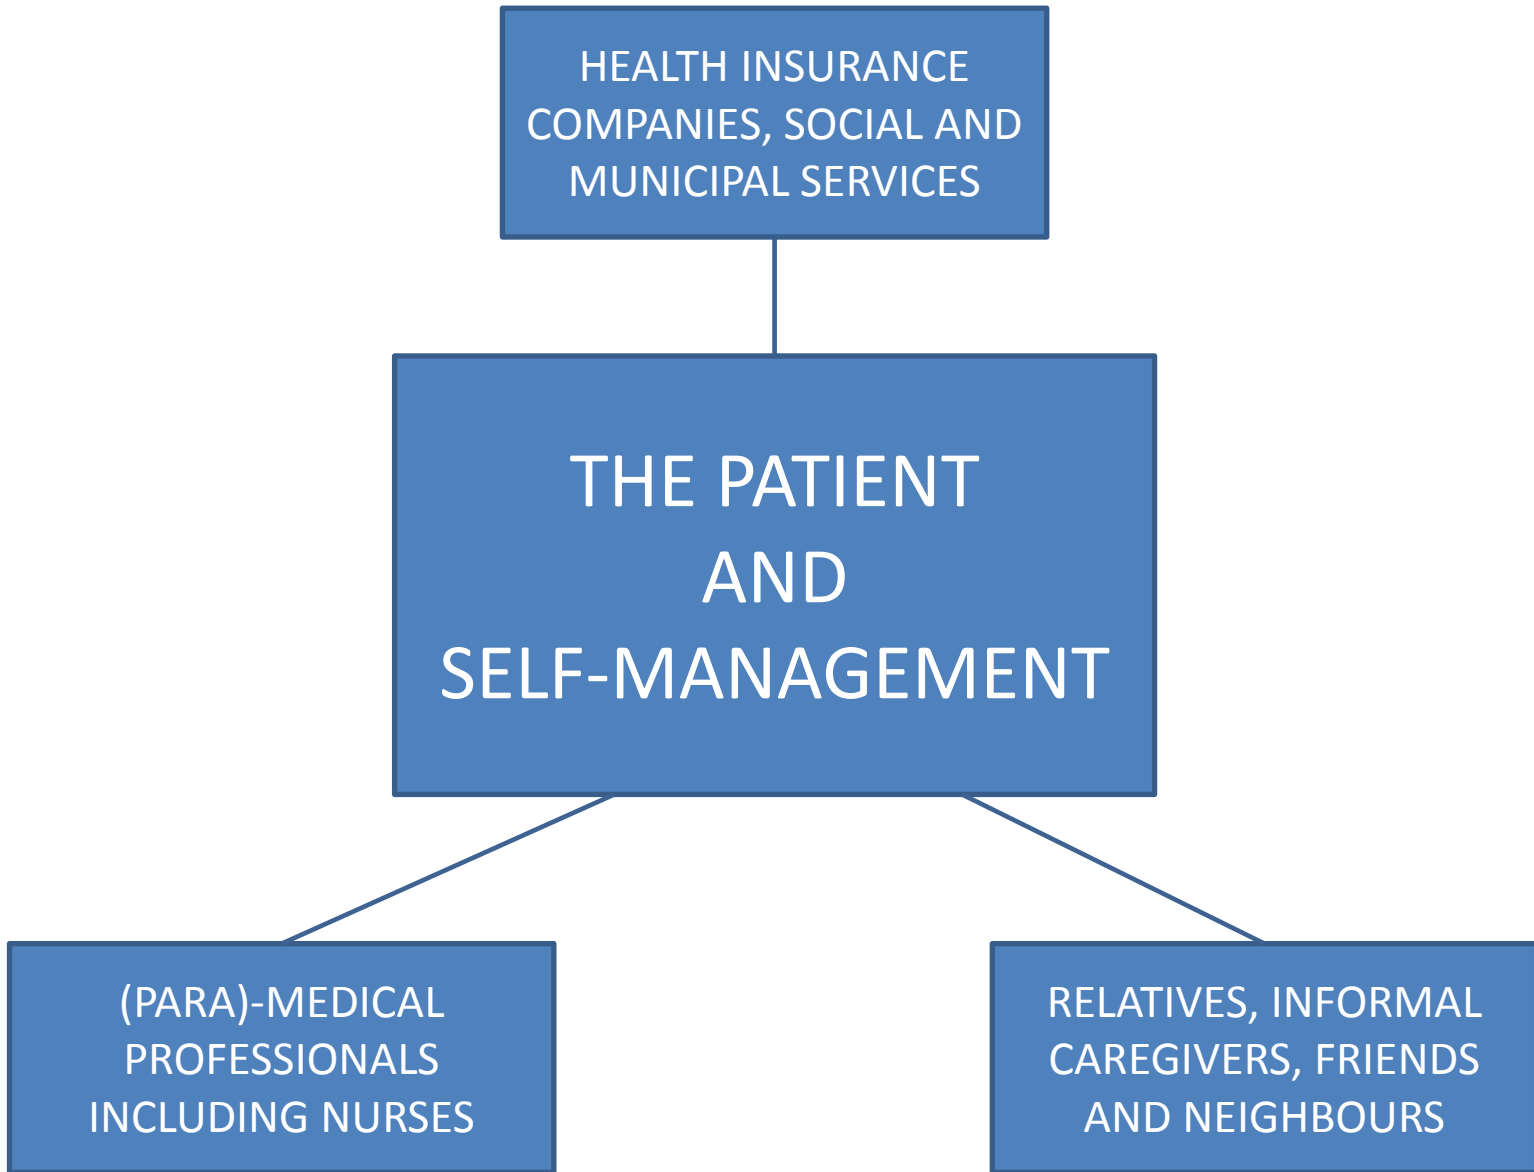 HEALTH INSURANCE
COMPANIES, SOCIAL AND
MUNICIPAL SERVICES
THE PATIENT
AND
SELF-MANAGEMENT
(PARA)-MEDICAL
PROFESSIONALS
INCLUDING NURSES
RELATIVES, INFORMAL
CAREGIVERS, FRIENDS
AND NEIGHBOURS